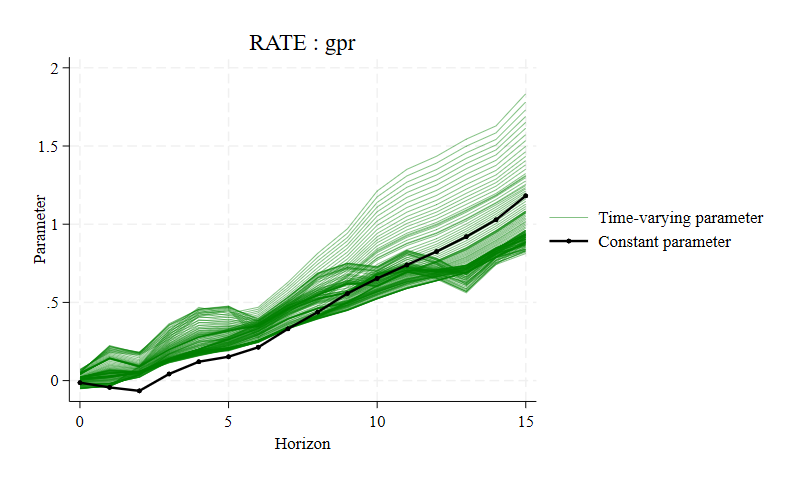 RATE : gpr
2
1.5
1
.5
0
Parameter
0 5 10 15
Horizon
Time-varying parameter
Constant parameter